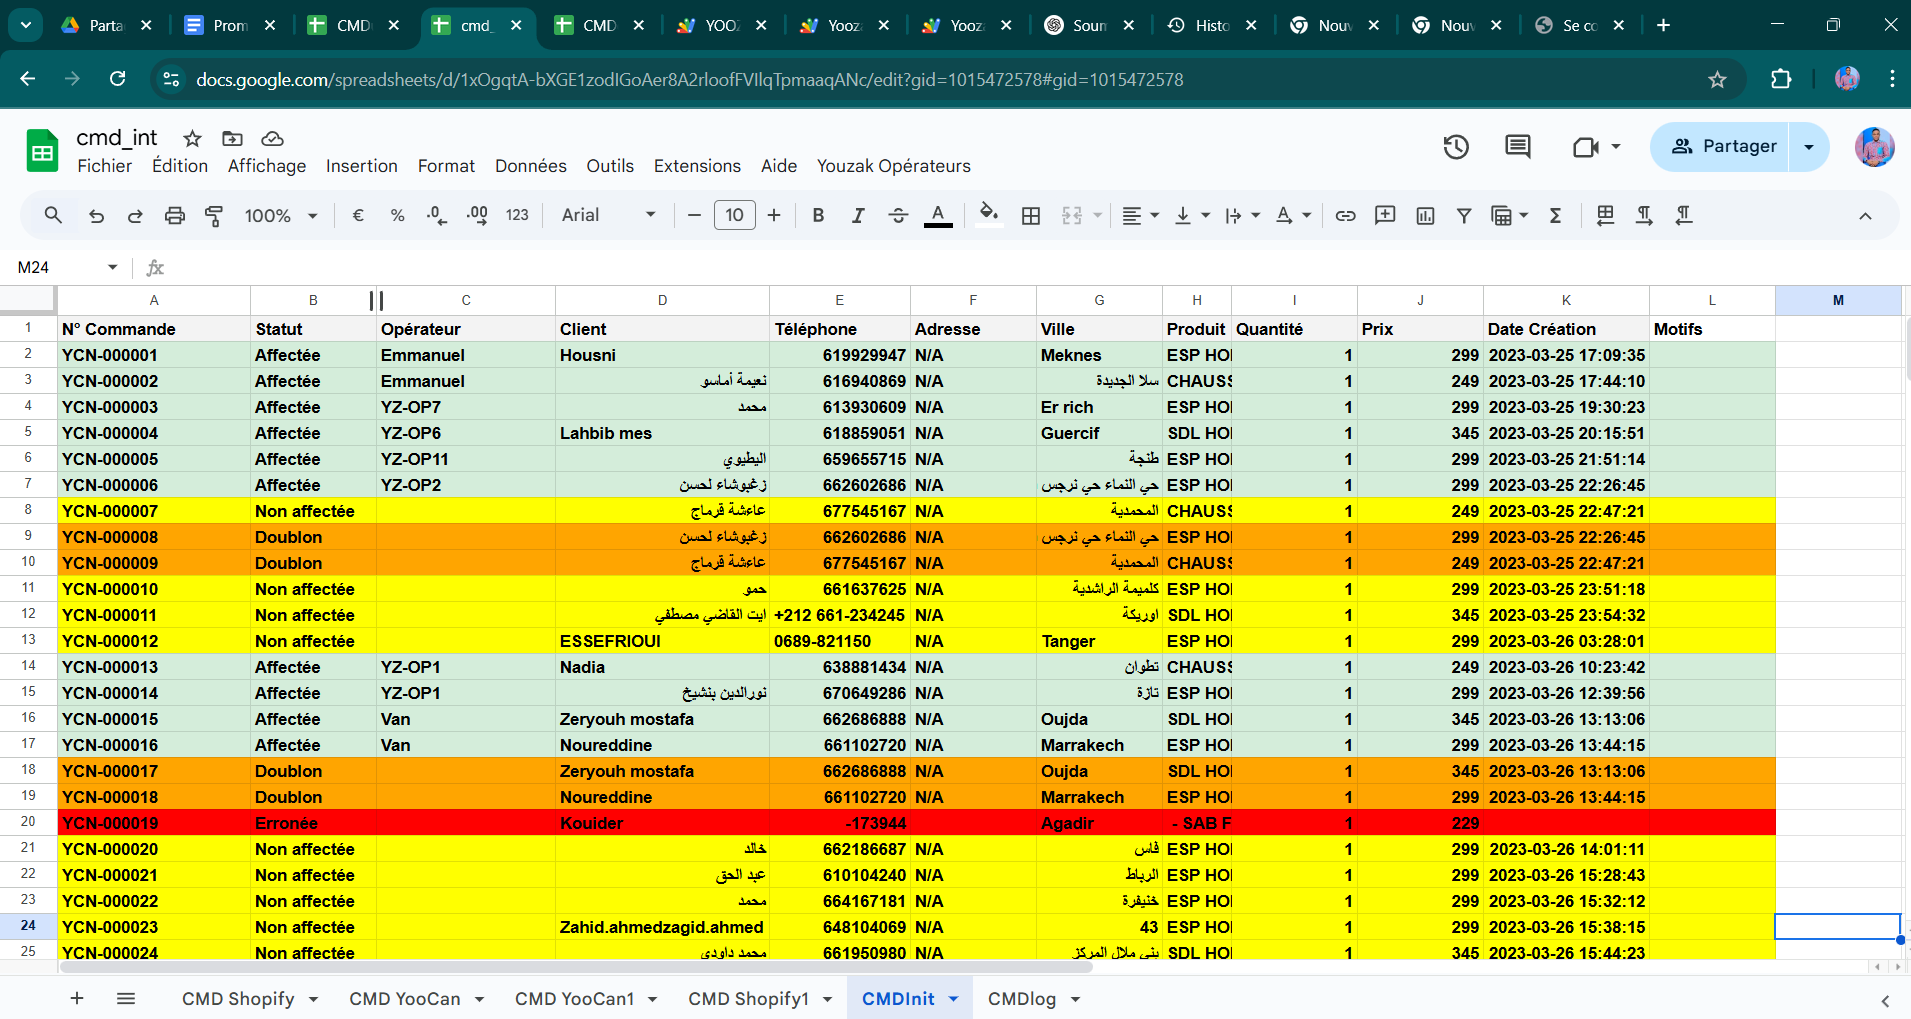 Parta
Prom
CMD
cmd_
CMD
YOO
Yooz
Yooz
Soun
Histo
Nou
Nou
Se co
docs.google.com/spreadsheets/d/1xOgqtA-bXGE1zodIGoAer8A2rloofFVIlqTpmaaqANc/edit?gid=1015472578#gid=1015472578
cmd_int
Fichier Édition Affichage Insertion Format Données Outils Extensions Aide Youzak Opérateurs
Partager
100% € % .0 .00 123 Arial 10
M24
A B C D E F G H I J K L M
1 N° Commande Statut Opérateur Client Téléphone Adresse Ville Produit Quantité Prix Date Création Motifs
2 YCN-000001 Affectée Emmanuel Housni 619929947 N/A Meknes ESP HO 1 299 2023-03-25 17:09:35
3 YCN-000002 Affectée Emmanuel نعيمة أماسو 616940869 N/A سلا الجديدة CHAUSS 1 249 2023-03-25 17:44:10
4 YCN-000003 Affectée YZ-OP7 محمد 613930609 N/A Er rich ESP HO 1 299 2023-03-25 19:30:23
5 YCN-000004 Affectée YZ-OP6 Lahbib mes 618859051 N/A Guercif SDL HO 1 345 2023-03-25 20:15:51
6 YCN-000005 Affectée YZ-OP11 اليطيوي 659655715 N/A طنجة ESP HO 1 299 2023-03-25 21:51:14
7 YCN-000006 Affectée YZ-OP2 زغبوشاء لحسن 662602686 N/A حي النماء حي نرجس ESP HO 1 299 2023-03-25 22:26:45
8 YCN-000007 Non affectée عاءشة قرماج 677545167 N/A المحمدية CHAUSS 1 249 2023-03-25 22:47:21
9 YCN-000008 Doublon زغبوشاء لحسن 662602686 N/A حي النماء حي نرجس ESP HO 1 299 2023-03-25 22:26:45
10 YCN-000009 Doublon عاءشة قرماج 677545167 N/A المحمدية CHAUSS 1 249 2023-03-25 22:47:21
11 YCN-000010 Non affectée حمو 661637625 N/A كلميمة الراشدية ESP HO 1 299 2023-03-25 23:51:18
12 YCN-000011 Non affectée ايت القاضي مصطفي +212 661-234245 N/A اوريكة SDL HO 1 345 2023-03-25 23:54:32
13 YCN-000012 Non affectée ESSEFRIOUI 0689-821150 N/A Tanger ESP HO 1 299 2023-03-26 03:28:01
14 YCN-000013 Affectée YZ-OP1 Nadia 638881434 N/A تطوان CHAUSS 1 249 2023-03-26 10:23:42
15 YCN-000014 Affectée YZ-OP1 نورالدين بنشيخ 670649286 N/A تازة ESP HO 1 299 2023-03-26 12:39:56
16 YCN-000015 Affectée Van Zeryouh mostafa 662686888 N/A Oujda SDL HO 1 345 2023-03-26 13:13:06
17 YCN-000016 Affectée Van Noureddine 661102720 N/A Marrakech ESP HO 1 299 2023-03-26 13:44:15
18 YCN-000017 Doublon Zeryouh mostafa 662686888 N/A Oujda SDL HO 1 345 2023-03-26 13:13:06
19 YCN-000018 Doublon Noureddine 661102720 N/A Marrakech ESP HO 1 299 2023-03-26 13:44:15
20 YCN-000019 Erronée Kouider -173944 Agadir - SAB F 1 229
21 YCN-000020 Non affectée خالد 662186687 N/A فاس ESP HO 1 299 2023-03-26 14:01:11
22 YCN-000021 Non affectée عبد الحق 610104240 N/A الرباط ESP HO 1 299 2023-03-26 15:28:43
23 YCN-000022 Non affectée محمد 664167181 N/A خنيفرة ESP HO 1 299 2023-03-26 15:32:12
24 YCN-000023 Non affectée Zahid.ahmedzagid.ahmed 648104069 N/A 43 ESP HO 1 299 2023-03-26 15:38:15
25 YCN-000024 Non affectée محمد داودي 661950980 N/A بني ملال المركز SDL HO 1 345 2023-03-26 15:44:23
CMD Shopify CMD YooCan CMD YooCan1 CMD Shopify1 CMDInit CMDlog